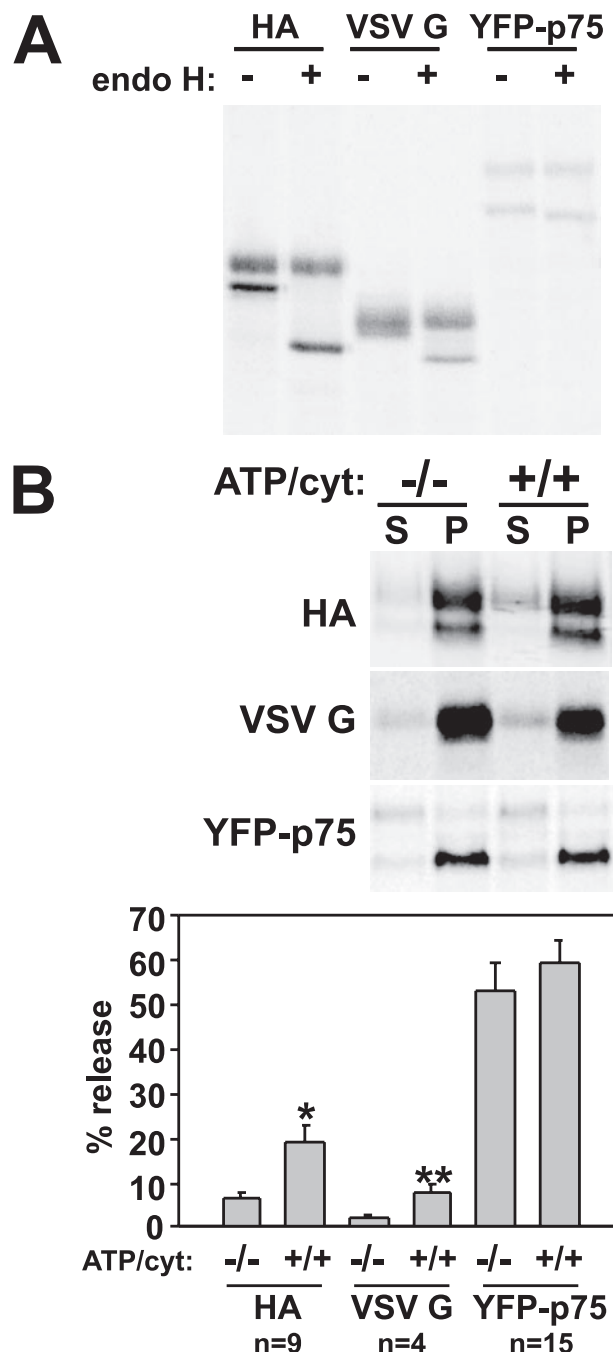 A
HA VSV G YFP-p75
endo H: - + - + - +
B
ATP/cyt: -/- +/+
S P S P
HA
VSV G
YFP-p75
70
60
50
40
30
20
10
0
% release
* **
ATP/cyt: -/- +/+ -/- +/+ -/- +/+
HA VSV G YFP-p75
n=9 n=4 n=15